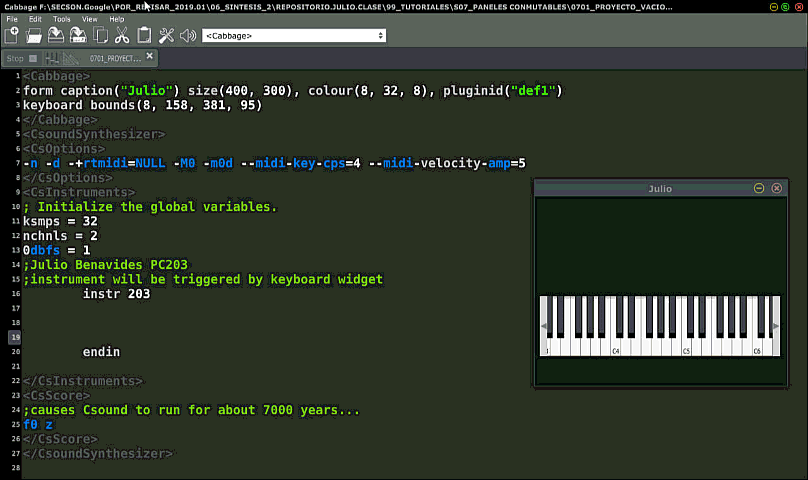 Cabbage F:\SECSON.Google\POR_REVISAR_2019.01\06_SINTESIS_2\REPOSITORIO.JULIO.CLASE\99_TUTORIALES\S07_PANELES CONMUTABLES\0701_PROYECTO_VACIO...
File Edit Tools View Help
<Cabbage>
Stop 0701_PROYECT...
1 <Cabbage>
2 form caption("Julio") size(400, 300), colour(8, 32, 8), pluginid("def1")
3 keyboard bounds(8, 158, 381, 95)
4 </Cabbage>
5 <CsoundSynthesizer>
6 <CsOptions>
7 -n -d -+rtmidi=NULL -M0 -m0d --midi-key-cps=4 --midi-velocity-amp=5
8 </CsOptions>
9 <CsInstruments>
10 ; Initialize the global variables.
11 ksmps = 32
12 nchnls = 2
13 0dbfs = 1
14 ;Julio Benavides PC203
15 ;instrument will be triggered by keyboard widget
16 instr 203
17
18
19
20 endin
21
22 </CsInstruments>
23 <CsScore>
24 ;causes Csound to run for about 7000 years...
25 f0 z
26 </CsScore>
27 </CsoundSynthesizer>
28
Julio
C4 C5 C6